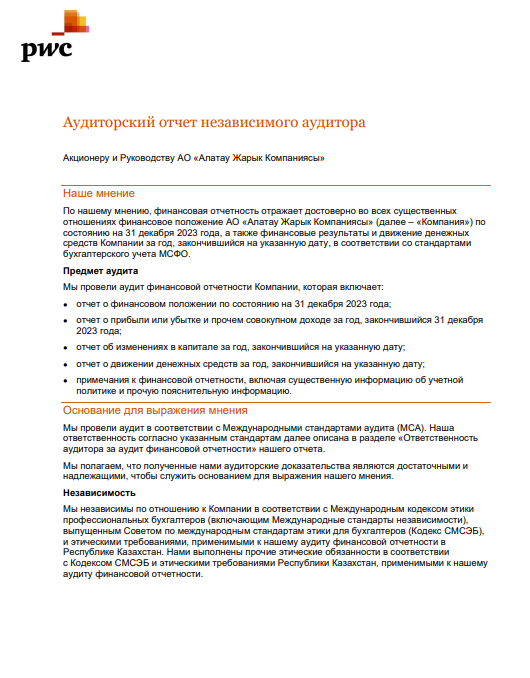 pwc
Аудиторский отчет независимого аудитора
Акционеру и Руководству АО «Алатау Жарык Компаниясы»
Наше мнение
По нашему мнению, финансовая отчетность отражает достоверно во всех существенных
отношениях финансовое положение АО «Алатау Жарык Компаниясы» (далее – «Компания») по
состоянию на 31 декабря 2023 года, а также финансовые результаты и движение денежных
средств Компании за год, закончившийся на указанную дату, в соответствии со стандартами
бухгалтерского учета МСФО.
Предмет аудита
Мы провели аудит финансовой отчетности Компании, которая включает:
• отчет о финансовом положении по состоянию на 31 декабря 2023 года;
• отчет о прибыли или убытке и прочем совокупном доходе за год, закончившийся 31 декабря
2023 года;
• отчет об изменениях в капитале за год, закончившийся на указанную дату;
• отчет о движении денежных средств за год, закончившийся на указанную дату;
• примечания к финансовой отчетности, включая существенную информацию об учетной
политике и прочую пояснительную информацию.
Основание для выражения мнения
Мы провели аудит в соответствии с Международными стандартами аудита (МСА). Наша
ответственность согласно указанным стандартам далее описана в разделе «Ответственность
аудитора за аудит финансовой отчетности» нашего отчета.
Мы полагаем, что полученные нами аудиторские доказательства являются достаточными и
надлежащими, чтобы служить основанием для выражения нашего мнения.
Независимость
Мы независимы по отношению к Компании в соответствии с Международным кодексом этики
профессиональных бухгалтеров (включающим Международные стандарты независимости),
выпущенным Советом по международным стандартам этики для бухгалтеров (Кодекс СМСЭБ),
и этическими требованиями, применимыми к нашему аудиту финансовой отчетности в
Республике Казахстан. Нами выполнены прочие этические обязанности в соответствии
с Кодексом СМСЭБ и этическими требованиями Республики Казахстан, применимыми к нашему
аудиту финансовой отчетности.